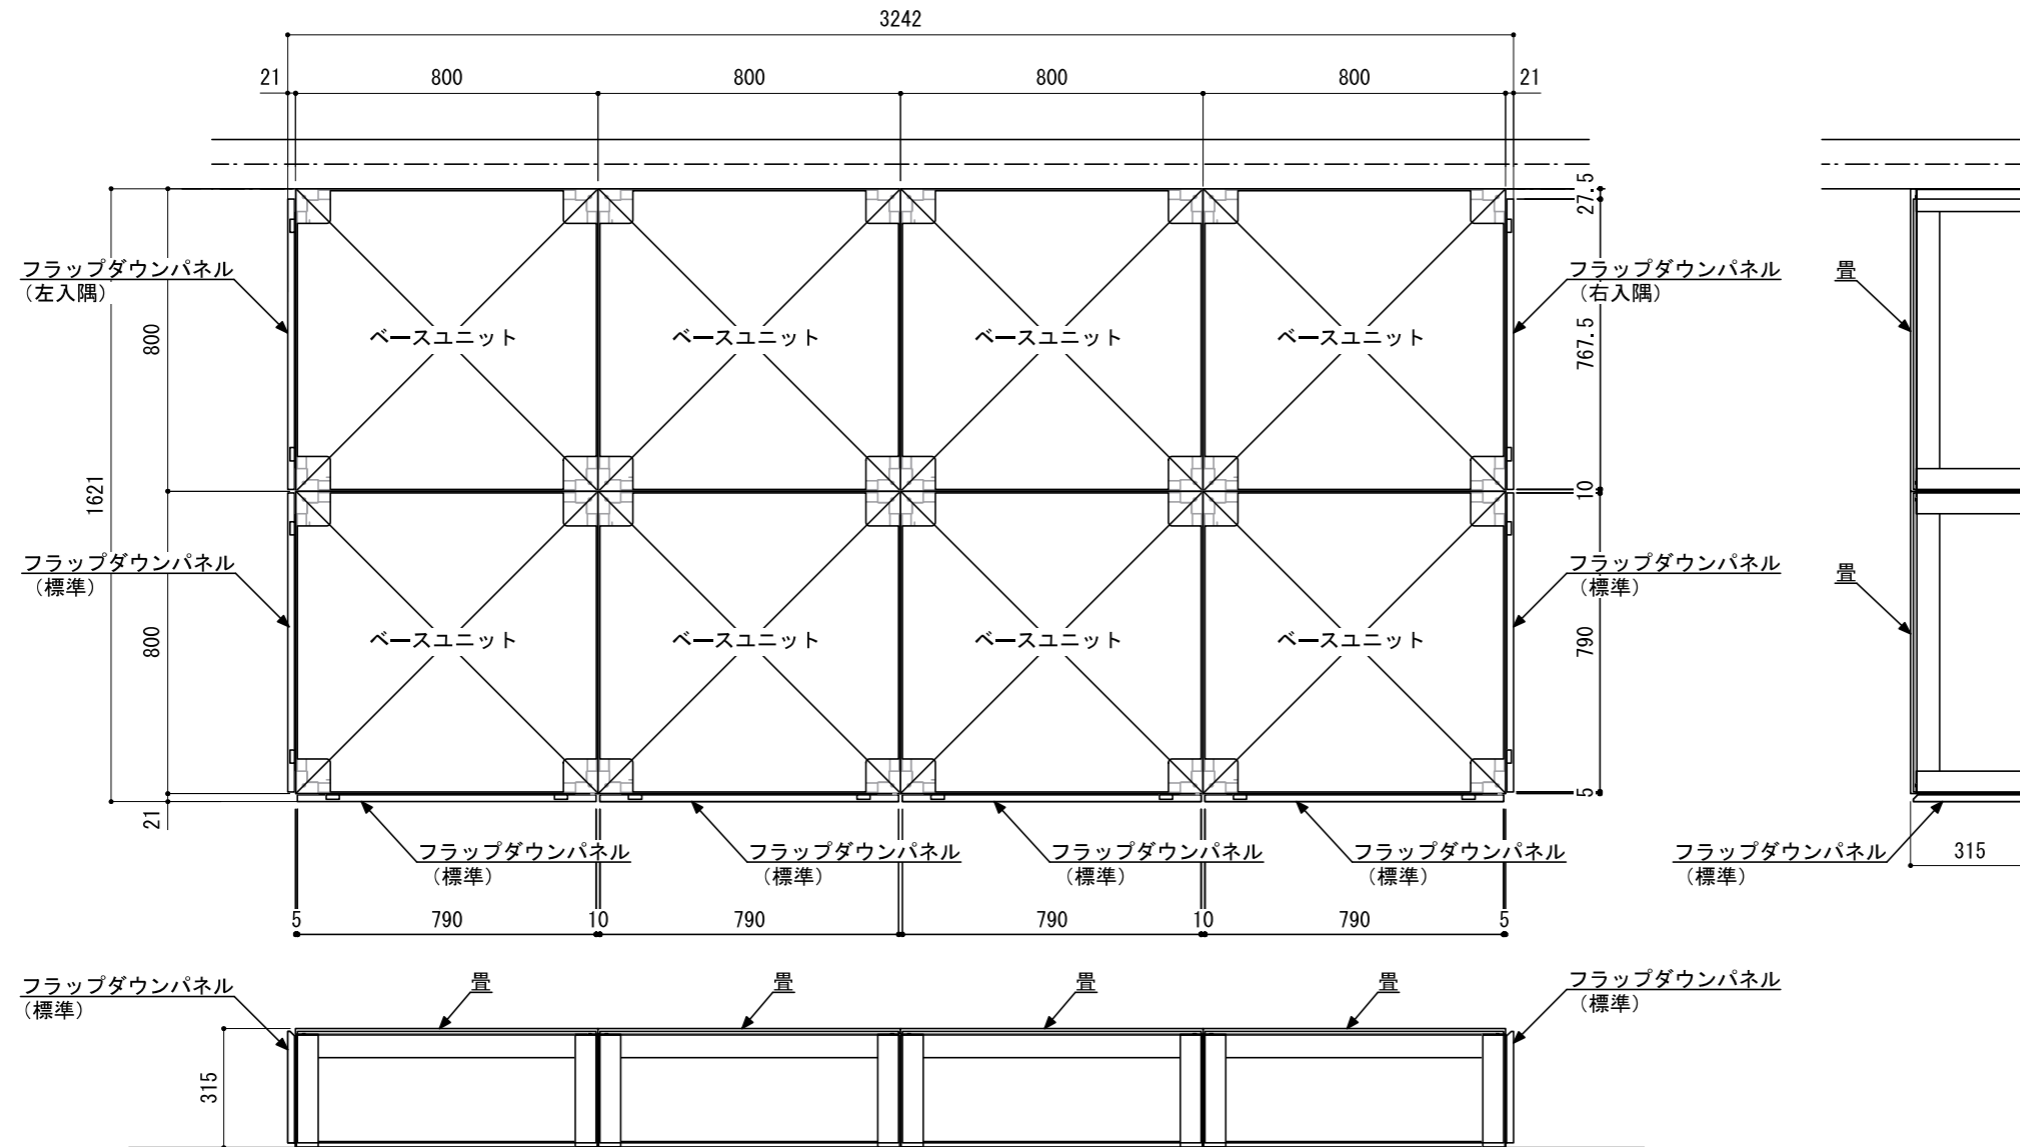 3242
21
800
800
800
800
21
27.5
フラップダウンパネル
(左入隅)
フラップダウンパネル
(右入隅)
畳
800
ベースユニット
ベースユニット
ベースユニット
ベースユニット
767.5
1621
10
フラップダウンパネル
(標準)
フラップダウンパネル
(標準)
畳
800
ベースユニット
ベースユニット
ベースユニット
ベースユニット
790
21
5
フラップダウンパネル
(標準)
フラップダウンパネル
(標準)
フラップダウンパネル
(標準)
フラップダウンパネル
(標準)
フラップダウンパネル
(標準)
315
5
790
10
790
790
10
790
5
フラップダウンパネル
(標準)
畳
畳
畳
畳
フラップダウンパネル
(標準)
315